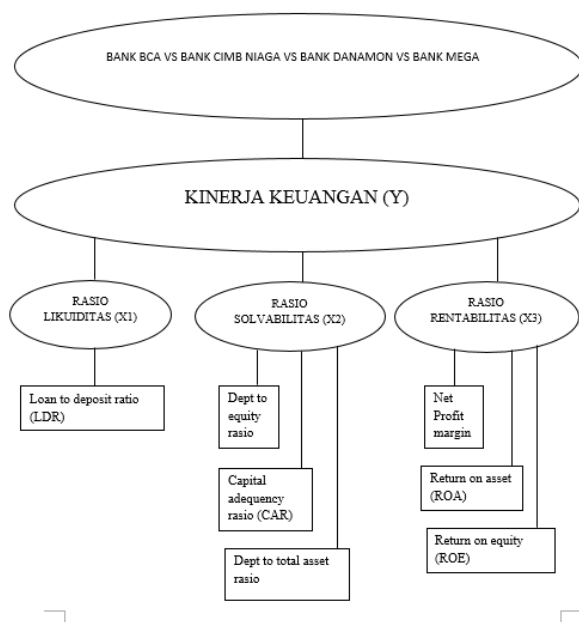 BANK BCA VS BANK CIMB NIAGA VS BANK DANAMON VS BANK MEGA
KINERJA KEUANGAN (Y)
RASIO
LIKUIDITAS (X1)
RASIO
SOLVABILITAS (X2)
RASIO
RENTABILITAS (X3)
Loan to deposit ratio
(LDR)
Dept to
equity
rasio
Net
Profit
margin
Capital
adequency
rasio (CAR)
Return on asset
(ROA)
Dept to total asset
rasio
Return on equity
(ROE)